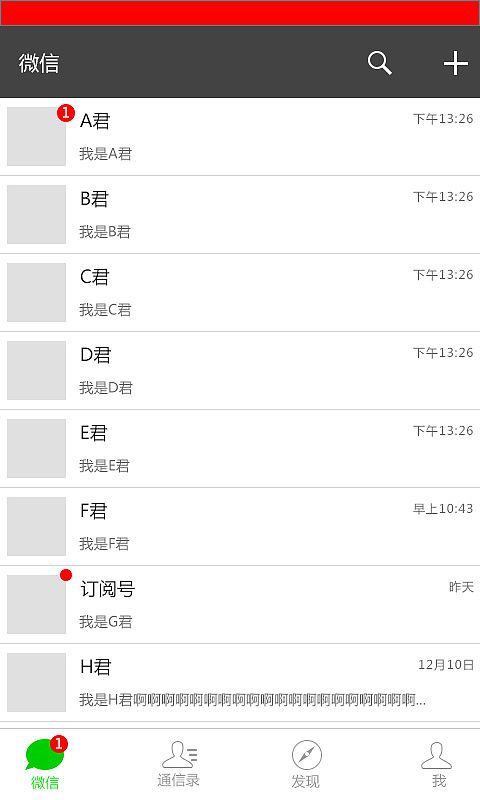 微信
1
A君
下午13:26
我是A君
B君
下午13:26
我是B君
C君
下午13:26
我是C君
D君
下午13:26
我是D君
E君
下午13:26
我是E君
F君
早上10:43
我是F君
订阅号
昨天
我是G君
H君
12月10日
我是H君啊啊啊啊啊啊啊啊啊啊啊啊啊啊啊啊啊啊啊啊...
1
微信
通信录
发现
我